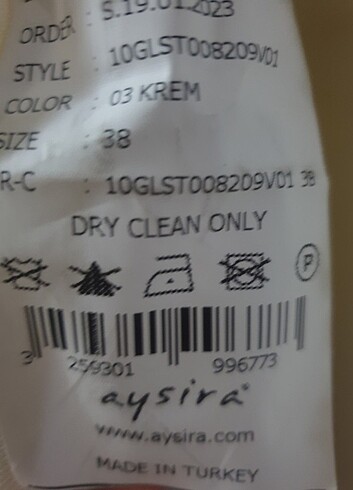 ORDER : S.19.01.2023
STYLE : 10GLST008209V01
COLOR : 03 KREM
SIZE : 38
R-C : 10GLST008209V01 38
DRY CLEAN ONLY
P
3 259301 996773
aysira
www.aysira.com
MADE IN TURKEY